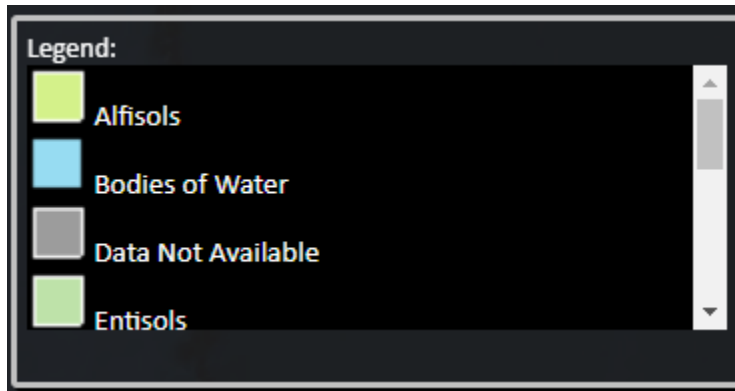 Legend:
Alfisols
Bodies of Water
Data Not Available
Entisols